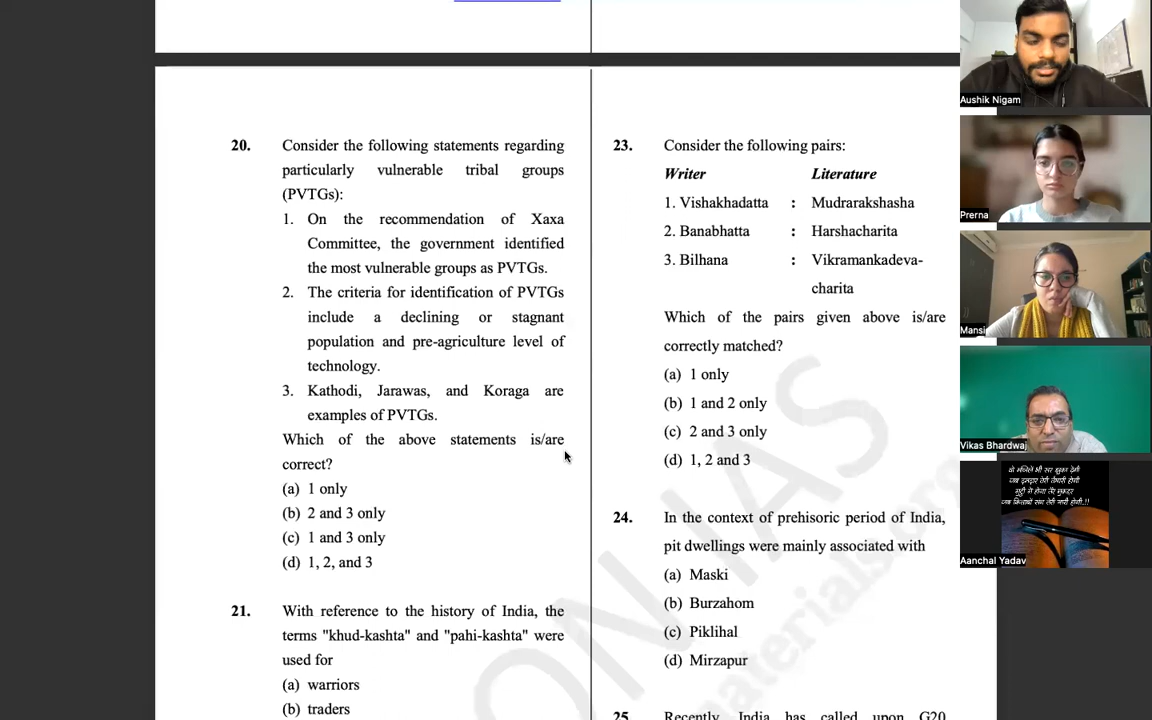 20. Consider the following statements regarding
particularly vulnerable tribal groups
(PVTGs):
1. On the recommendation of Xaxa
Committee, the government identified
the most vulnerable groups as PVTGs.
2. The criteria for identification of PVTGs
include a declining or stagnant
population and pre-agriculture level of
technology.
3. Kathodi, Jarawas, and Koraga are
examples of PVTGs.
Which of the above statements is/are
correct?
(a) 1 only
(b) 2 and 3 only
(c) 1 and 3 only
(d) 1, 2, and 3
21. With reference to the history of India, the
terms "khud-kashta" and "pahi-kashta" were
used for
(a) warriors
(b) traders
23. Consider the following pairs:
Writer Literature
1. Vishakhadatta : Mudrarakshasha
2. Banabhatta : Harshacharita
3. Bilhana : Vikramankadeva-
charita
Which of the pairs given above is/are
correctly matched?
(a) 1 only
(b) 1 and 2 only
(c) 2 and 3 only
(d) 1, 2 and 3
24. In the context of prehisoric period of India,
pit dwellings were mainly associated with
(a) Maski
(b) Burzahom
(c) Piklihal
(d) Mirzapur
25 Recently, India has called upon G20
Aushik Nigam
Prerna
Mansi
Vikas Bhardwaj
Aanchal Yadav